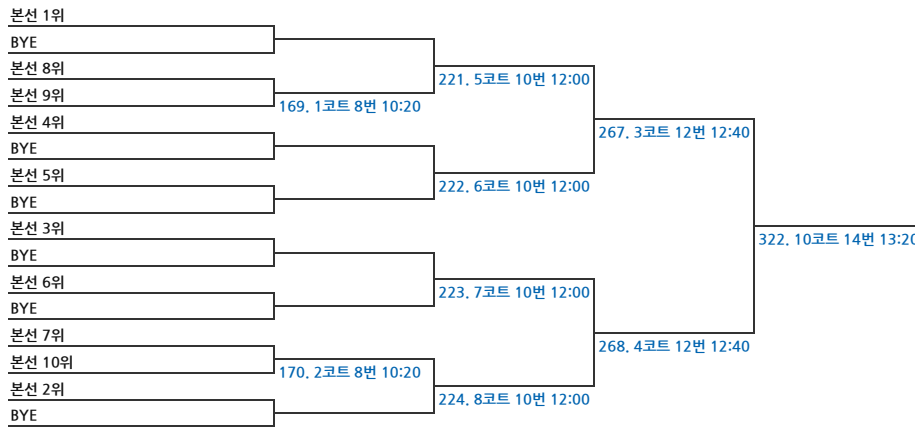 본선 1위
BYE
본선 8위
본선 9위
본선 4위
BYE
본선 5위
BYE
본선 3위
BYE
본선 6위
BYE
본선 7위
본선 10위
본선 2위
BYE
169. 1코트 8번 10:20
170. 2코트 8번 10:20
221. 5코트 10번 12:00
222. 6코트 10번 12:00
223. 7코트 10번 12:00
224. 8코트 10번 12:00
267. 3코트 12번 12:40
268. 4코트 12번 12:40
322. 10코트 14번 13:20